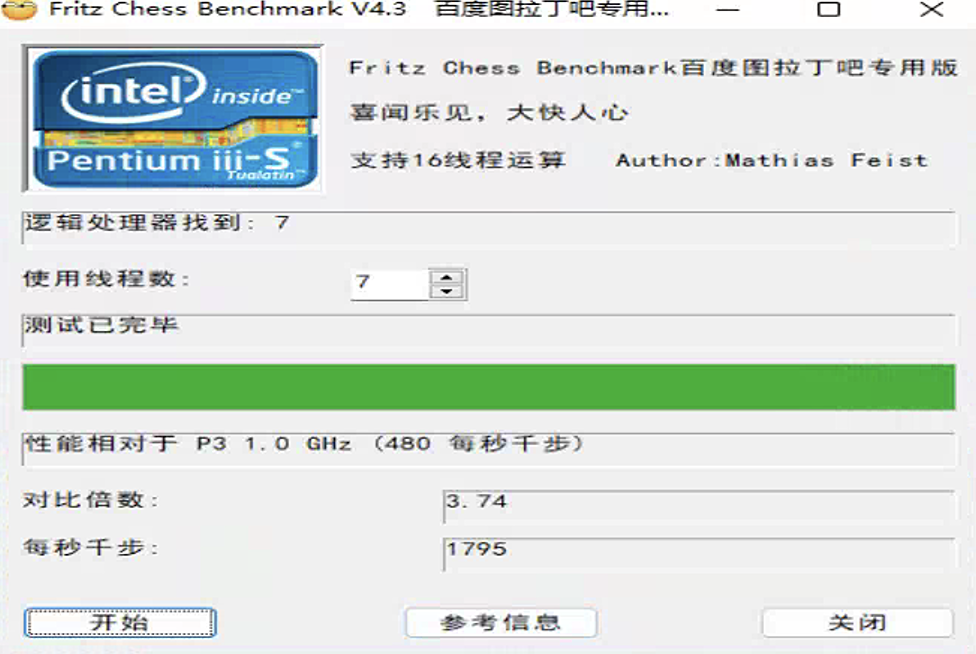 Fritz Chess Benchmark V4.3 百度图拉丁吧专用...
intel inside™
Pentium iij-S
Tualatin™
Fritz Chess Benchmark百度图拉丁吧专用版
喜闻乐见，大快人心
支持16线程运算 Author:Mathias Feist
逻辑处理器找到: 7
使用线程数: 7
测试已完毕
性能相对于 P3 1.0 GHz (480 每秒千步)
对比倍数: 3.74
每秒千步: 1795
开始 参考信息 关闭